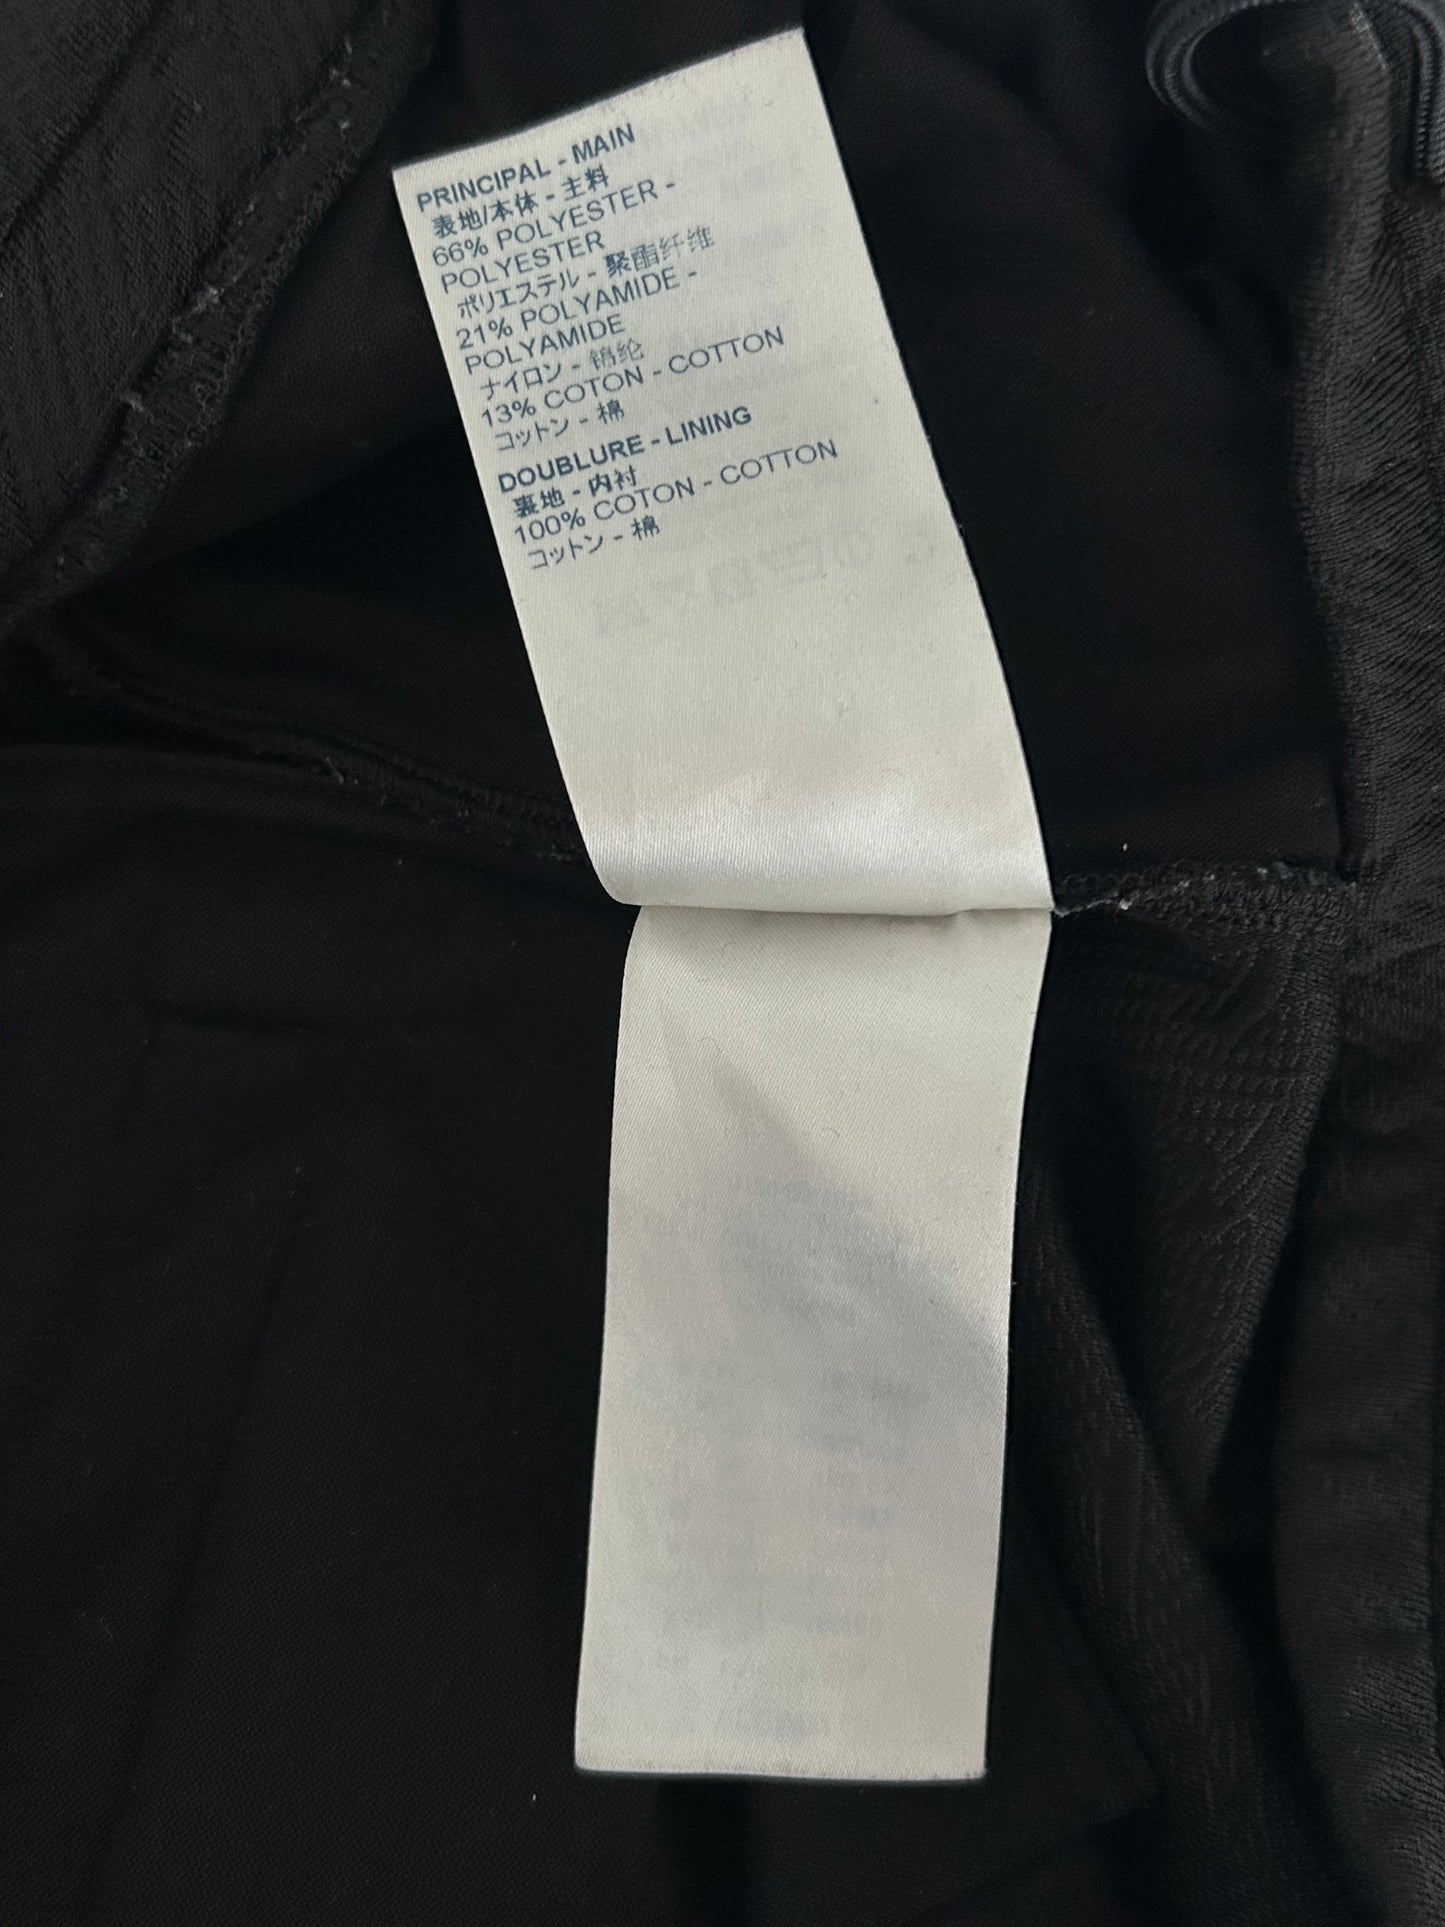 PRINCIPAL - MAIN
表地/本体 - 主料
66% POLYESTER -
POLYESTER
ポリエステル - 聚酯纤维
21% POLYAMIDE -
POLYAMIDE
ナイロン - 锦纶
13% COTON - COTTON
コットン - 棉
DOUBLURE - LINING
裏地 - 内衬
100% COTON - COTTON
コットン - 棉